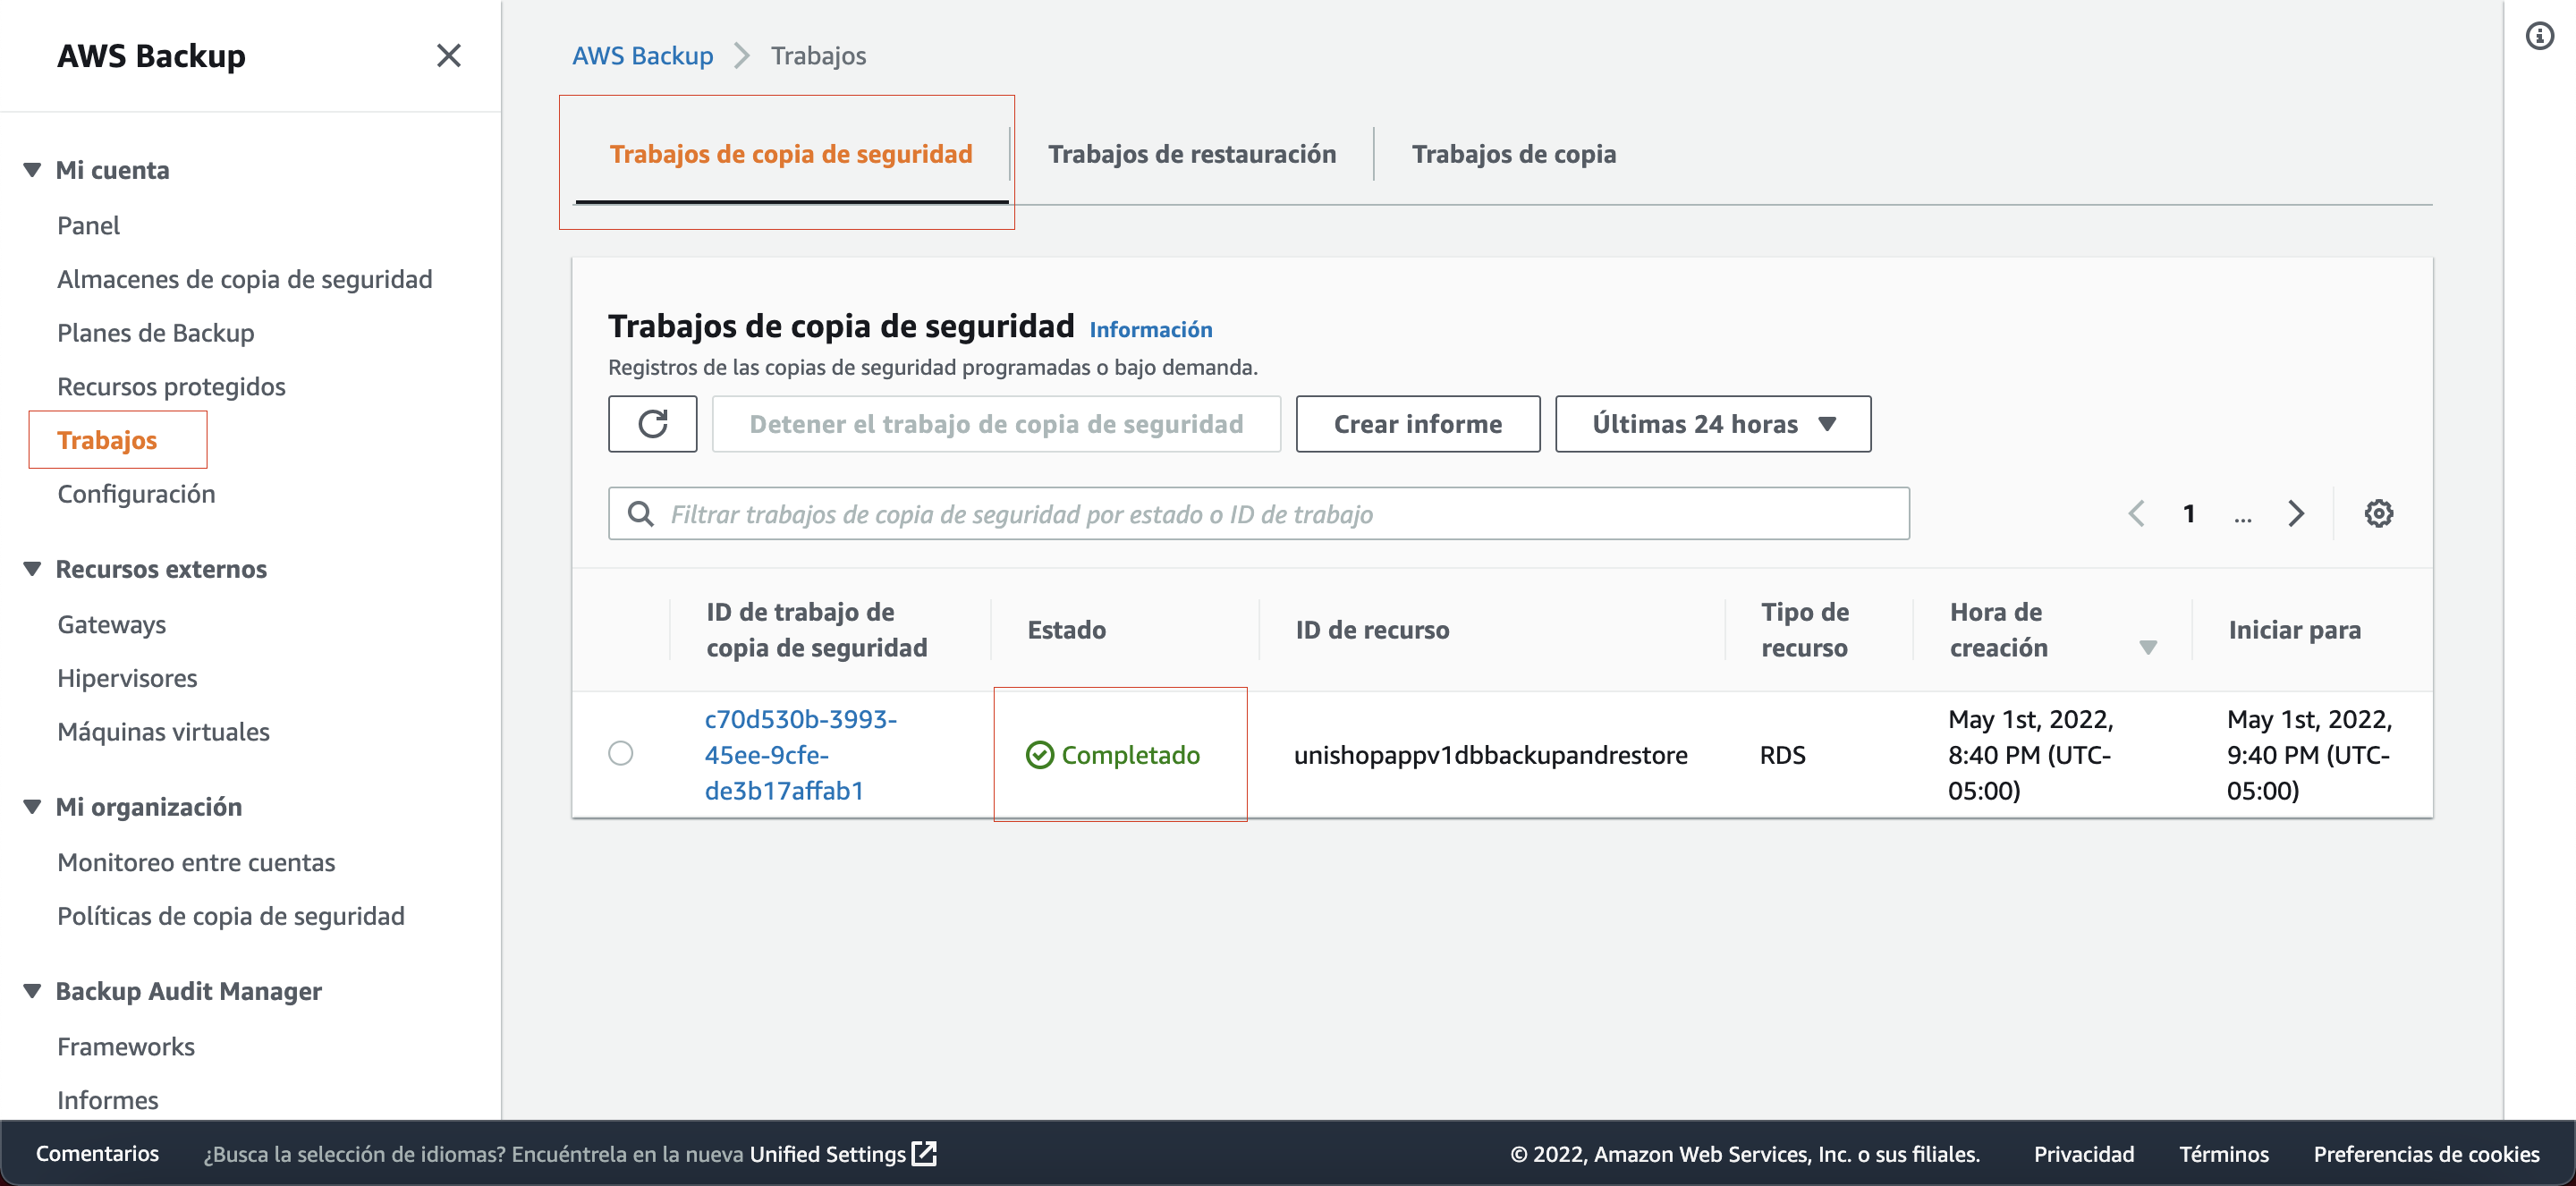 AWS Backup
Mi cuenta
Panel
Almacenes de copia de seguridad
Planes de Backup
Recursos protegidos
Trabajos
Configuración
Recursos externos
Gateways
Hipervisores
Máquinas virtuales
Mi organización
Monitoreo entre cuentas
Políticas de copia de seguridad
Backup Audit Manager
Frameworks
Informes
AWS Backup > Trabajos
Trabajos de copia de seguridad
Trabajos de restauración
Trabajos de copia
Trabajos de copia de seguridad Información
Registros de las copias de seguridad programadas o bajo demanda.
Detener el trabajo de copia de seguridad
Crear informe
Últimas 24 horas
Filtrar trabajos de copia de seguridad por estado o ID de trabajo
1 ...
ID de trabajo de
copia de seguridad
Estado
ID de recurso
Tipo de
recurso
Hora de
creación
Iniciar para
c70d530b-3993-
45ee-9cfe-
de3b17affab1
Completado
unishopappv1dbbackupandrestore
RDS
May 1st, 2022,
8:40 PM (UTC-
05:00)
May 1st, 2022,
9:40 PM (UTC-
05:00)
Comentarios
¿Busca la selección de idiomas? Encuéntrela en la nueva Unified Settings
© 2022, Amazon Web Services, Inc. o sus filiales.
Privacidad
Términos
Preferencias de cookies